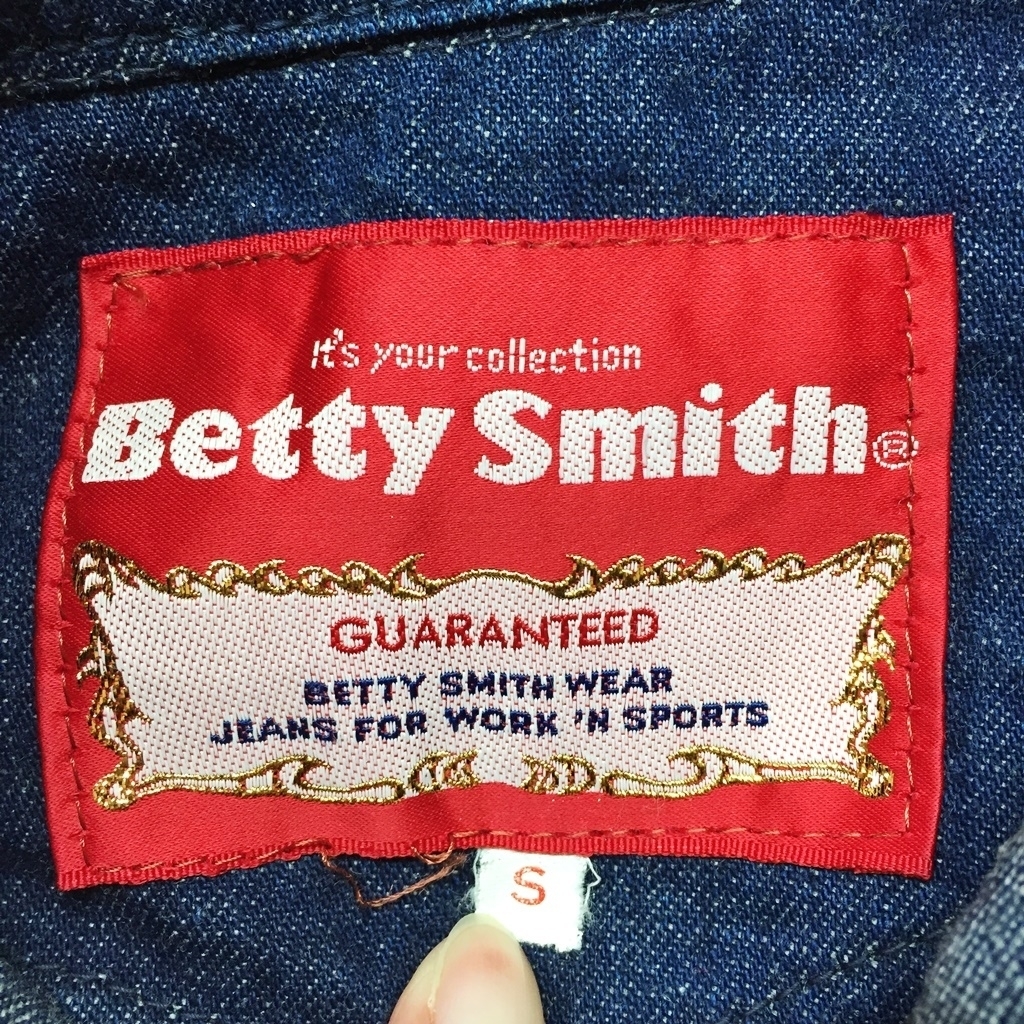 It's your collection
Betty Smith®
GUARANTEED
BETTY SMITH WEAR
JEANS FOR WORK 'N SPORTS
S